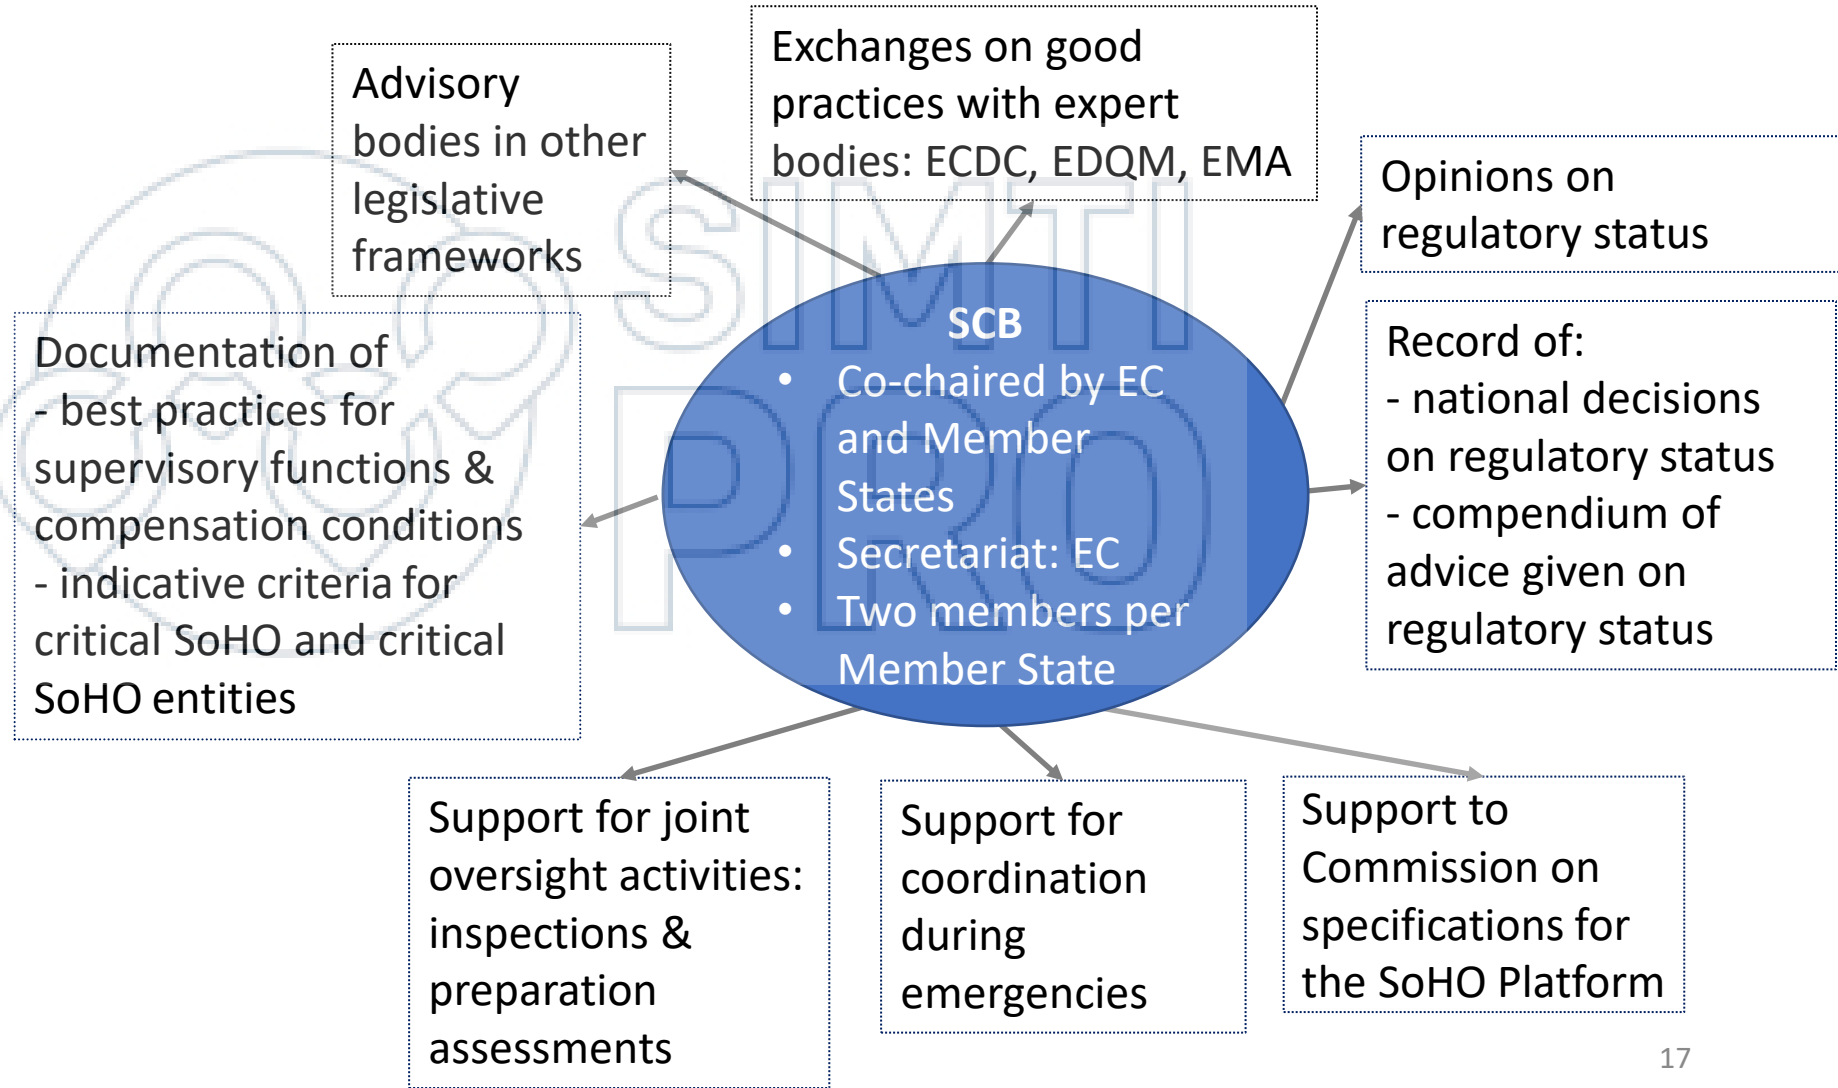 Advisory
bodies in other
legislative
frameworks
Exchanges on good
practices with expert
bodies: ECDC, EDQM, EMA
Opinions on
regulatory status
Documentation of
- best practices for
supervisory functions &
compensation conditions
- indicative criteria for
critical SoHO and critical
SoHO entities
SIMTI
PRO
SCB
• Co-chaired by EC
and Member
States
• Secretariat: EC
• Two members per
Member State
Record of:
- national decisions
on regulatory status
- compendium of
advice given on
regulatory status
Support for joint
oversight activities:
inspections &
preparation
assessments
Support for
coordination
during
emergencies
Support to
Commission on
specifications for
the SoHO Platform
17